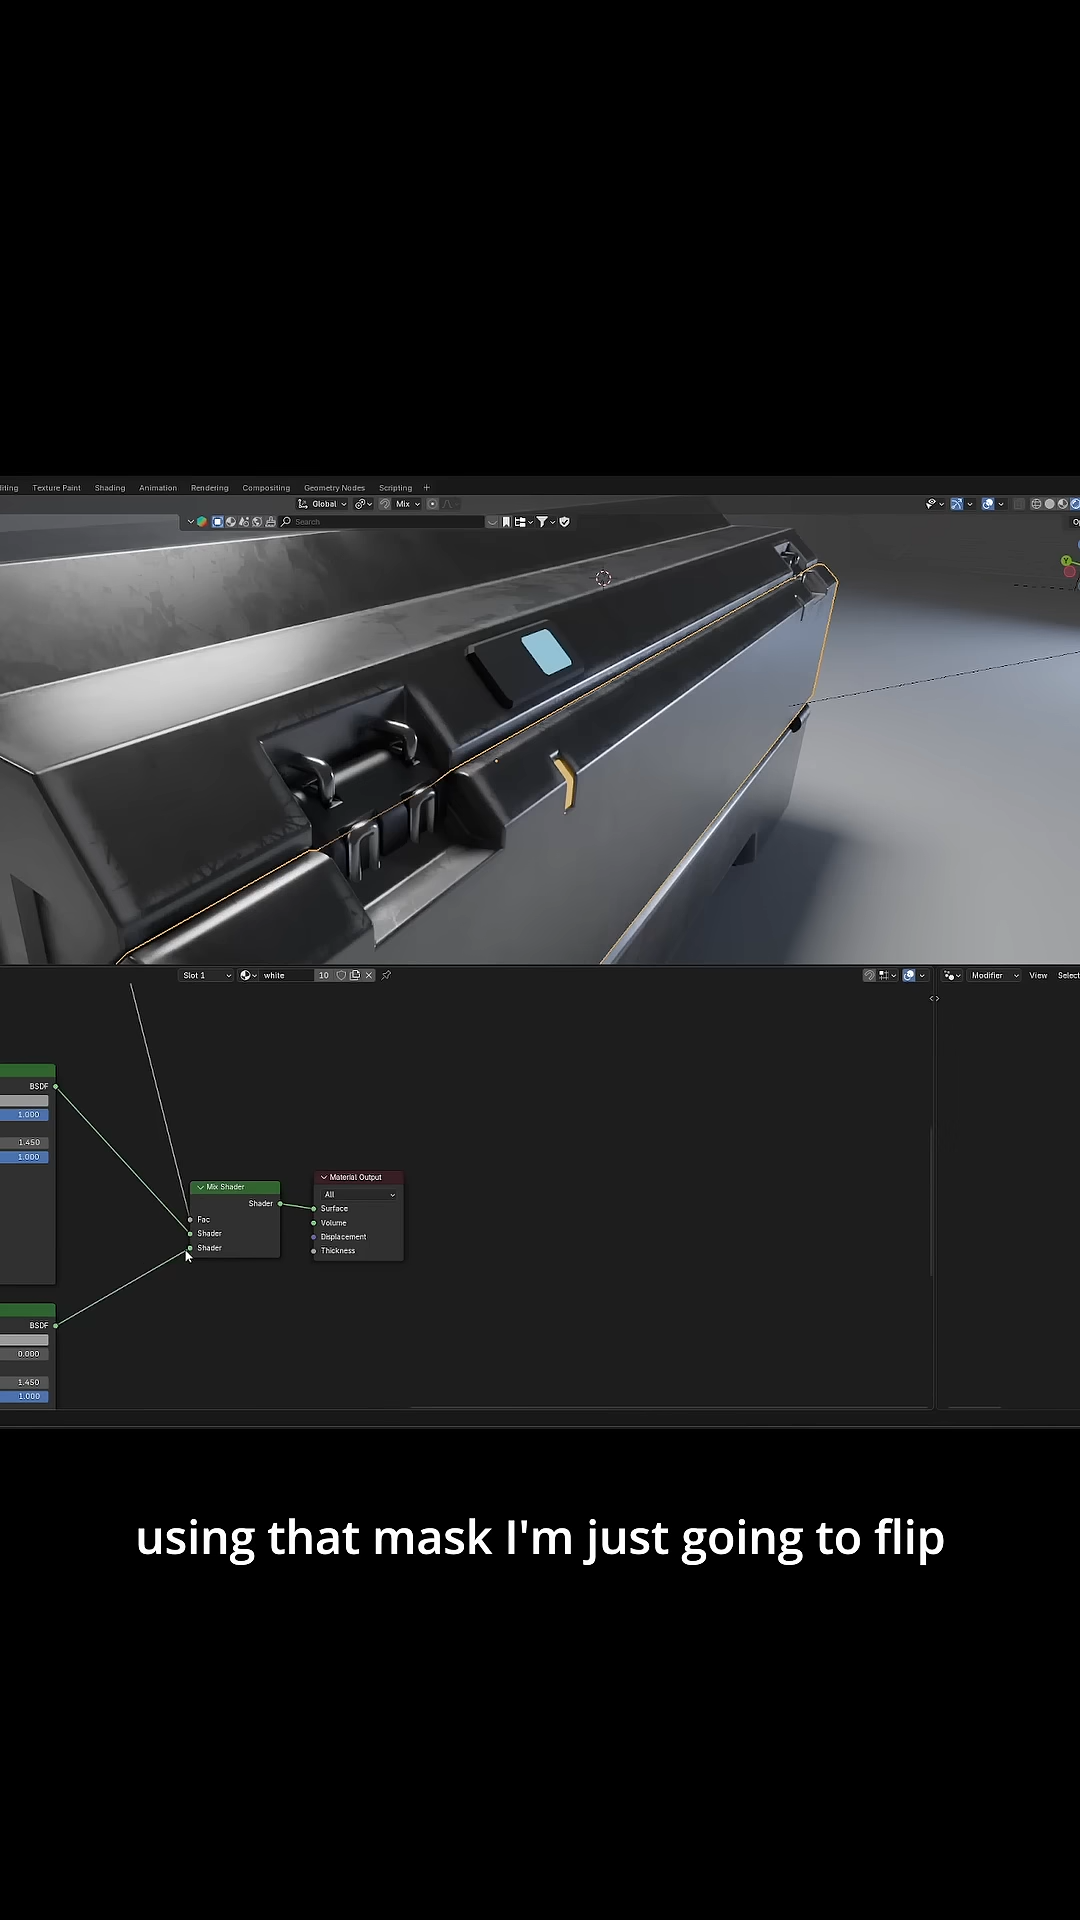 iting Texture Paint Shading Animation Rendering Compositing Geometry Nodes Scripting +
Global Mix
Search
Op
Y
Slot 1 white 10 Modifier View Select
BSDF
1.000
1.450
1.000
Mix Shader
Shader
Fac
Shader
Shader
Material Output
All
Surface
Volume
Displacement
Thickness
BSDF
0.000
1.450
1.000
using that mask I'm just going to flip